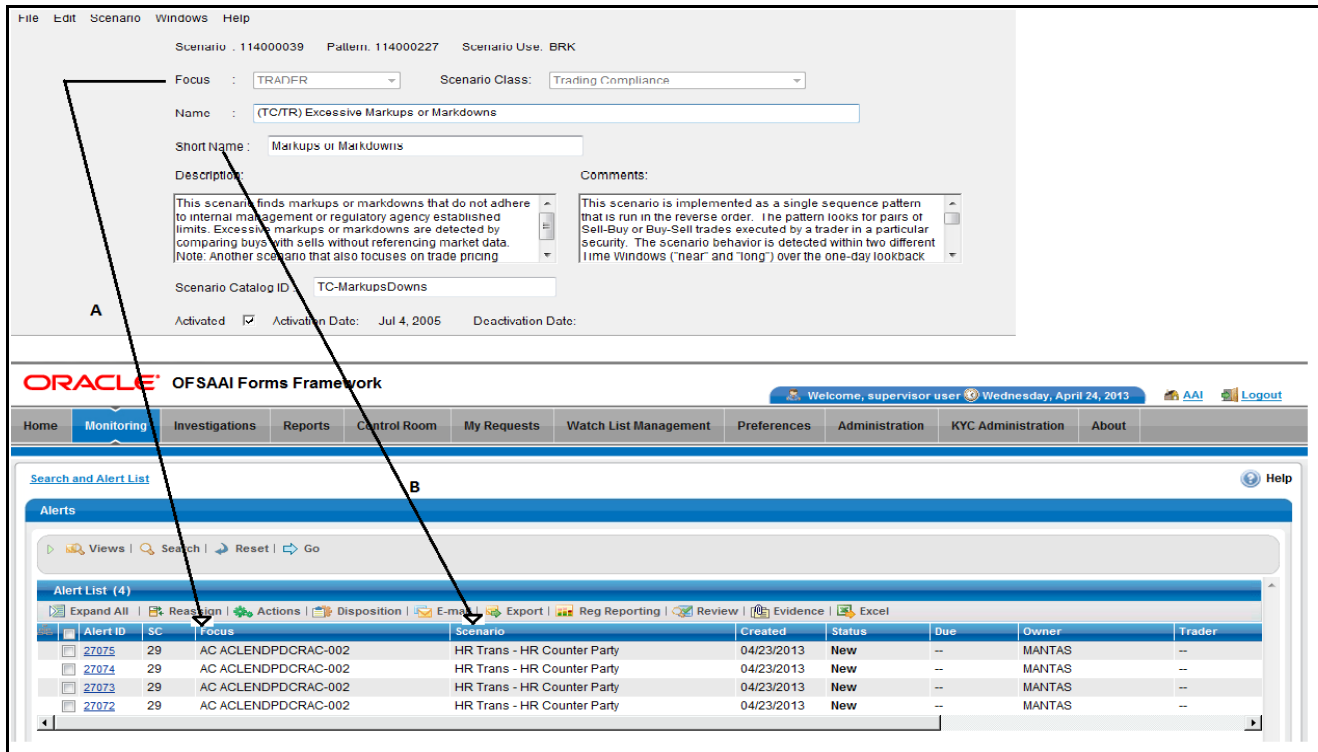 File Edit Scenario Windows Help
Scenario : 114000039 Pattern: 114000227 Scenario Use: BRK
Focus : TRADER Scenario Class: Trading Compliance
Name : (TC/TR) Excessive Markups or Markdowns
Short Name : Markups or Markdowns
Description: Comments:
This scenario finds markups or markdowns that do not adhere
to internal management or regulatory agency established
limits. Excessive markups or markdowns are detected by
comparing buys with sells without referencing market data.
Note: Another scenario that also focuses on trade pricing
This scenario is implemented as a single sequence pattern
that is run in the reverse order. The pattern looks for pairs of
Sell-Buy or Buy-Sell trades executed by a trader in a particular
security. The scenario behavior is detected within two different
Time Windows ("near" and "long") over the one-day lookback
Scenario Catalog ID : TC-MarkupsDowns
A
Activated Activation Date: Jul 4, 2005 Deactivation Date:
ORACLE OFSAAI Forms Framework
Welcome, supervisor user Wednesday, April 24, 2013 AAI Logout
Home Monitoring Investigations Reports Control Room My Requests Watch List Management Preferences Administration KYC Administration About
Search and Alert List Help
B
Alerts
Views | Search | Reset | Go
Alert List (4)
Expand All | Reassign | Actions | Disposition | E-mail | Export | Reg Reporting | Review | Evidence | Excel
Alert ID SC Focus Scenario Created Status Due Owner Trader
27075 29 AC ACLENDPDCRAC-002 HR Trans - HR Counter Party 04/23/2013 New -- MANTAS --
27074 29 AC ACLENDPDCRAC-002 HR Trans - HR Counter Party 04/23/2013 New -- MANTAS --
27073 29 AC ACLENDPDCRAC-002 HR Trans - HR Counter Party 04/23/2013 New -- MANTAS --
27072 29 AC ACLENDPDCRAC-002 HR Trans - HR Counter Party 04/23/2013 New -- MANTAS --